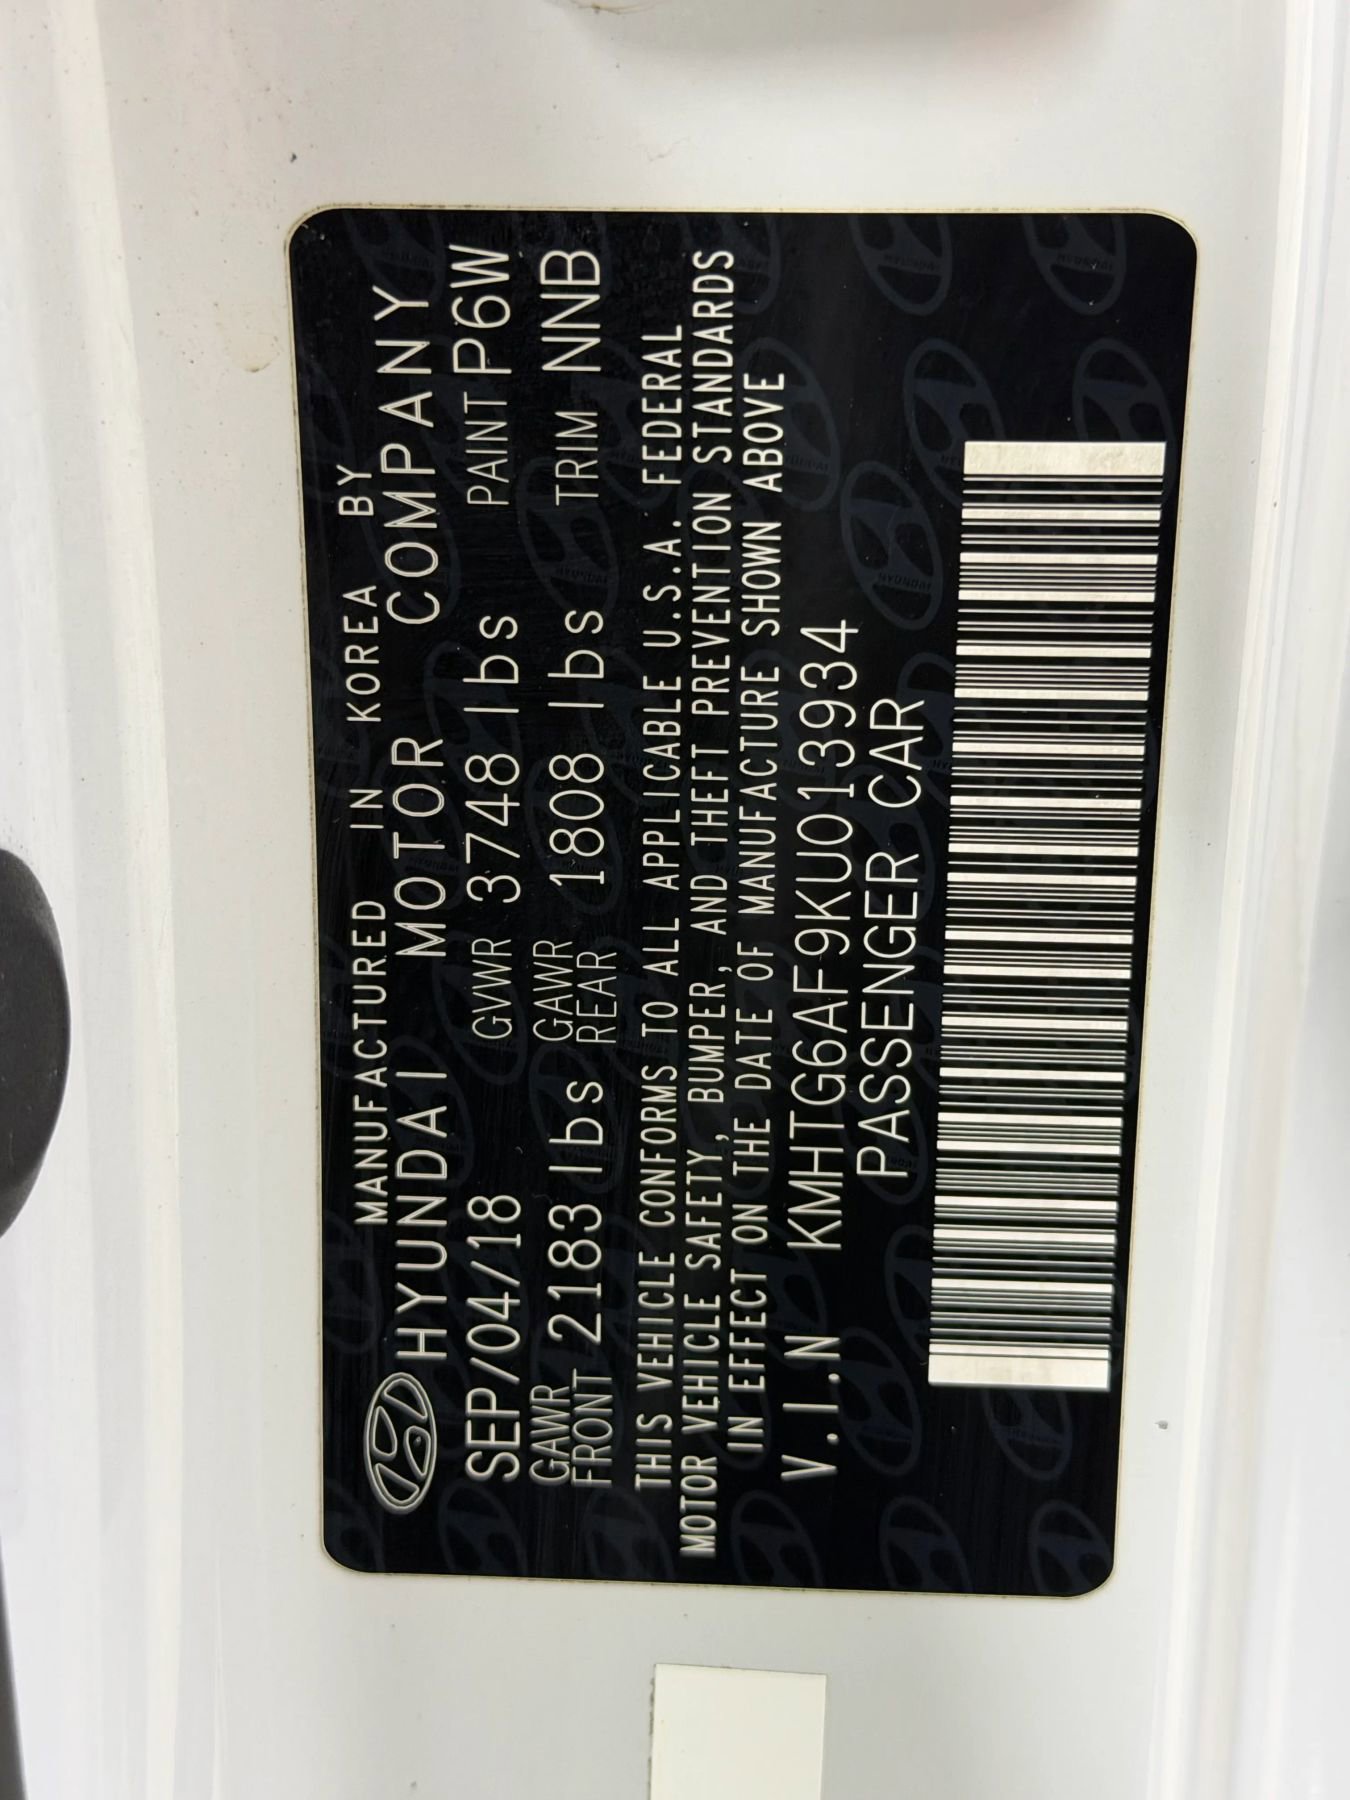 MANUFACTURED IN KOREA BY
HYUNDAI MOTOR COMPANY
SEP/04/18 GVWR 3748 lbs PAINT P6W
GAWR FRONT 2183 lbs GAWR REAR 1808 lbs TRIM NNB
THIS VEHICLE CONFORMS TO ALL APPLICABLE U.S.A. FEDERAL
MOTOR VEHICLE SAFETY, BUMPER, AND THEFT PREVENTION STANDARDS
IN EFFECT ON THE DATE OF MANUFACTURE SHOWN ABOVE
V.I.N KMHTG6AF9KU013934
PASSENGER CAR